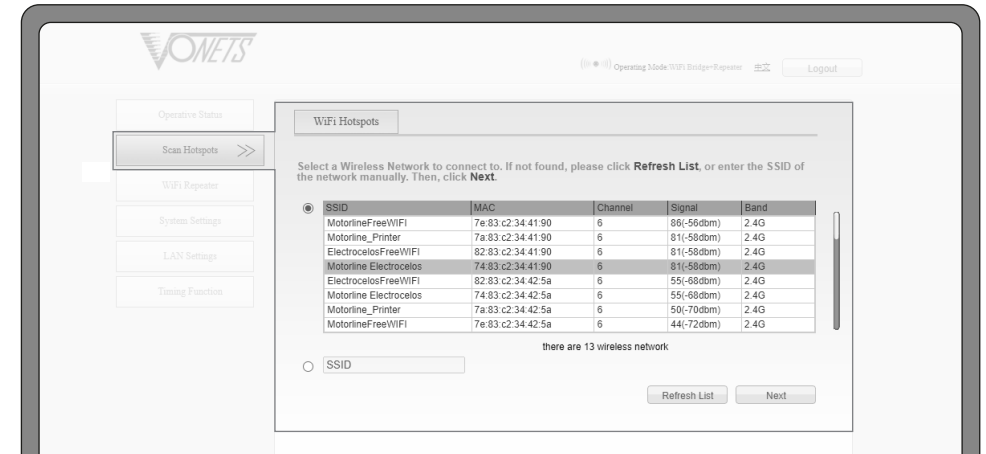 VONETS
Operating Mode WiFi Bridge+Repeater 中文 Logout
Operative Status
Scan Hotspots
WiFi Repeater
System Settings
LAN Settings
Timing Function
WiFi Hotspots
Select a Wireless Network to connect to. If not found, please click Refresh List, or enter the SSID of
the network manually. Then, click Next.
SSID MAC Channel Signal Band
MotorlineFreeWIFI 7e:83:c2:34:41:90 6 86(-56dbm) 2.4G
Motorline_Printer 7a:83:c2:34:41:90 6 81(-58dbm) 2.4G
ElectrocelosFreeWIFI 82:83:c2:34:41:90 6 81(-58dbm) 2.4G
Motorline Electrocelos 74:83:c2:34:41:90 6 81(-58dbm) 2.4G
ElectrocelosFreeWIFI 82:83:c2:34:42:5a 6 55(-68dbm) 2.4G
Motorline Electrocelos 74:83:c2:34:42:5a 6 55(-68dbm) 2.4G
Motorline_Printer 7a:83:c2:34:42:5a 6 50(-70dbm) 2.4G
MotorlineFreeWIFI 7e:83:c2:34:42:5a 6 44(-72dbm) 2.4G
there are 13 wireless network
SSID
Refresh List Next